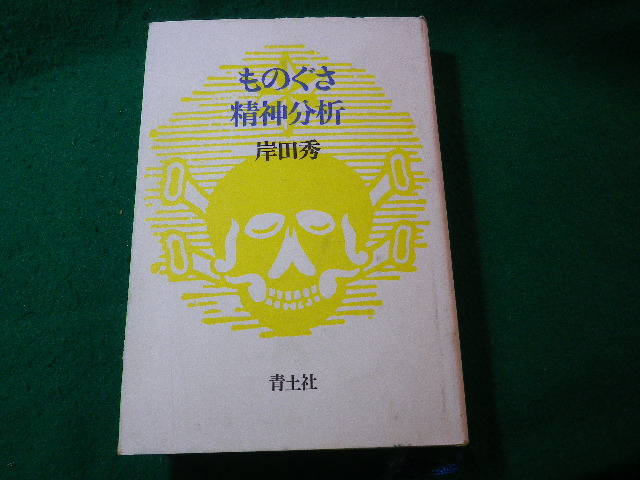 ものぐさ
精神分析
岸田秀
青土社